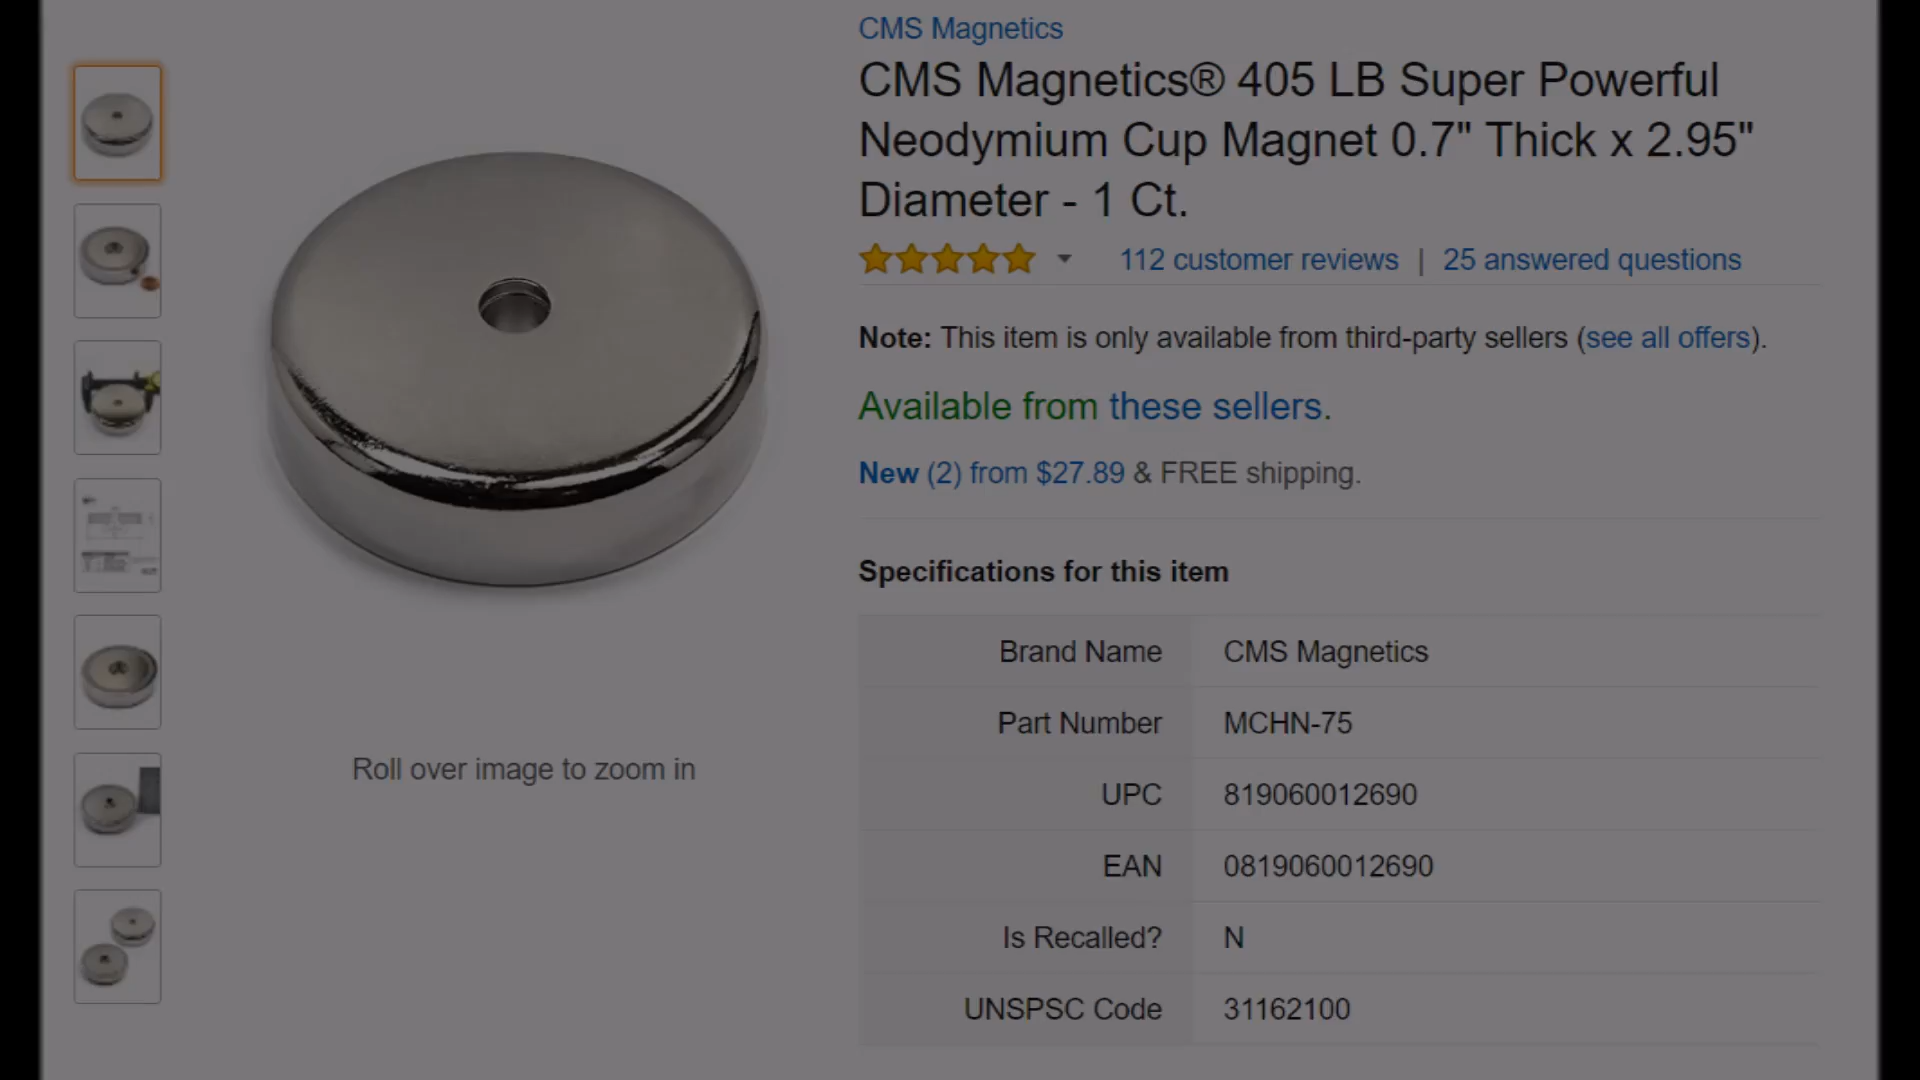 CMS Magnetics
CMS Magnetics® 405 LB Super Powerful
Neodymium Cup Magnet 0.7" Thick x 2.95"
Diameter - 1 Ct.
112 customer reviews | 25 answered questions
Note: This item is only available from third-party sellers (see all offers).
Available from these sellers.
New (2) from $27.89 & FREE shipping.
Specifications for this item
Brand Name CMS Magnetics
Part Number MCHN-75
UPC 819060012690
EAN 0819060012690
Is Recalled? N
UNSPSC Code 31162100
Roll over image to zoom in